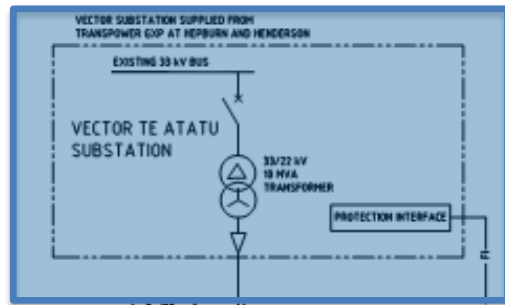 VECTOR SUBSTATION SUPPLIED FROM
TRANSPOWER GXP AT HEPBURN AND HENDERSON
EXISTING 33 kV BUS
VECTOR TE ATATU
SUBSTATION
33/22 kV
18 MVA
TRANSFORMER
PROTECTION INTERFACE